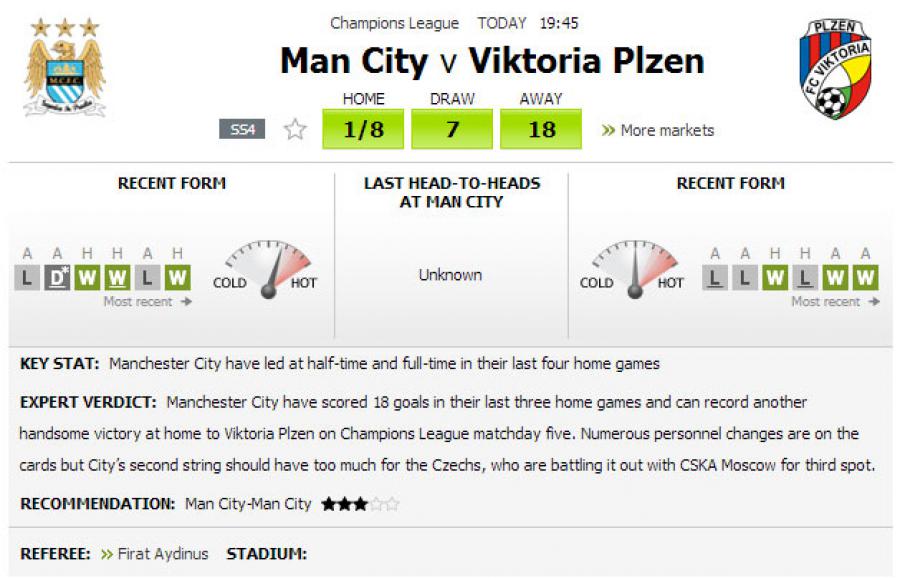 Champions League TODAY 19:45
Man City v Viktoria Plzen
HOME DRAW AWAY
SS4 1/8 7 18 » More markets
M.C.F.C.
PLZEŇ
FC VIKTORIA
RECENT FORM
A A H H A H
L D* W W L W
Most recent →
COLD HOT
LAST HEAD-TO-HEADS
AT MAN CITY
Unknown
RECENT FORM
COLD HOT
A A H H A A
L L W L W W
Most recent →
KEY STAT: Manchester City have led at half-time and full-time in their last four home games
EXPERT VERDICT: Manchester City have scored 18 goals in their last three home games and can record another
handsome victory at home to Viktoria Plzen on Champions League matchday five. Numerous personnel changes are on the
cards but City's second string should have too much for the Czechs, who are battling it out with CSKA Moscow for third spot.
RECOMMENDATION: Man City-Man City ★★★☆☆
REFEREE: » Firat Aydinus STADIUM: